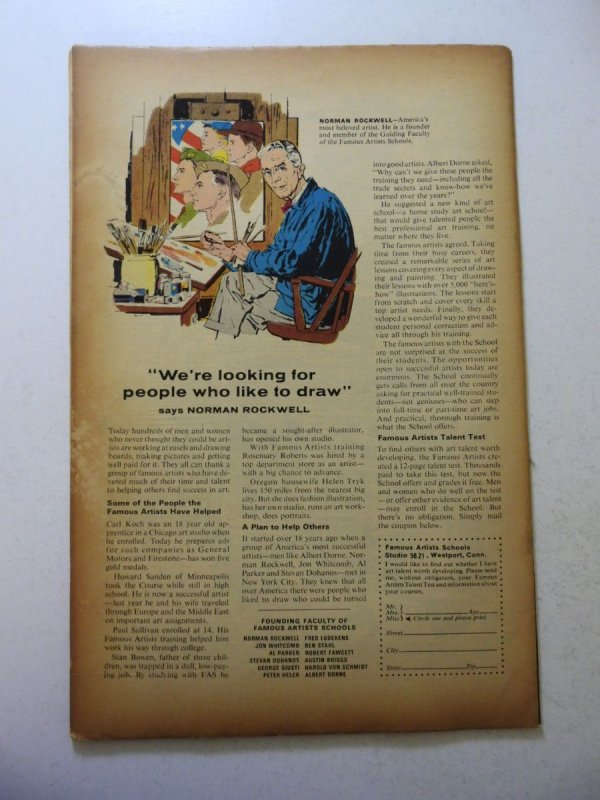 NORMAN ROCKWELL—America's
most beloved artist. He is a founder
and member of the Guiding Faculty
of the Famous Artists Schools.
"We're looking for
people who like to draw"
says NORMAN ROCKWELL
Today hundreds of men and women
who never thought they could be art-
ists are working at easels and drawing
boards, making pictures and getting
well paid for it. They all can thank a
group of famous artists who have de-
voted much of their time and talent
to helping others find success in art.
Some of the People the
Famous Artists Have Helped
Carl Koch was an 18 year old ap-
prentice in a Chicago art studio when
he enrolled. Today he prepares ads
for such companies as General
Motors and Firestone—has won five
gold medals.
Howard Sanden of Minneapolis
took the Course while still in high
school. He is now a successful artist
—last year he and his wife traveled
through Europe and the Middle East
on important art assignments.
Paul Sullivan enrolled at 14. His
Famous Artists training helped him
work his way through college.
Stan Bowen, father of three chil-
dren, was trapped in a dull, low-pay-
ing job. By studying with FAS he
became a sought-after illustrator,
has opened his own studio.
With Famous Artists training
Rosemary Roberts was hired by a
top department store as an artist—
with a big chance to advance.
Oregon housewife Helen Tryk
lives 150 miles from the nearest big
city. But she does fashion illustration,
has her own studio, runs an art work-
shop, does portraits.
A Plan to Help Others
It started over 18 years ago when a
group of America's most successful
artists—men like Albert Dorne, Nor-
man Rockwell, Jon Whitcomb, Al
Parker and Stevan Dohanos—met in
New York City. They knew that all
over America there were people who
liked to draw who could be turned
FOUNDING FACULTY OF
FAMOUS ARTISTS SCHOOLS
NORMAN ROCKWELL FRED LUDEKENS
JON WHITCOMB BEN STAHL
AL PARKER ROBERT FAWCETT
STEVAN DOHANOS AUSTIN BRIGGS
GEORGE GIUSTI HAROLD VON SCHMIDT
PETER HELCK ALBERT DORNE
into good artists. Albert Dorne asked,
"Why can't we give these people the
training they need—including all the
trade secrets and know-how we've
learned over the years?"
He suggested a new kind of art
school—a home study art school—
that would give talented people the
best professional art training, no
matter where they live.
The famous artists agreed. Taking
time from their busy careers, they
created a remarkable series of art
lessons covering every aspect of draw-
ing and painting. They illustrated
their lessons with over 5,000 "here's-
how" illustrations. The lessons start
from scratch and cover every skill a
top artist needs. Finally, they de-
veloped a wonderful way to give each
student personal correction and ad-
vice all through his training.
The famous artists with the School
are not surprised at the success of
their students. The opportunities
open to successful artists today are
enormous. The School continually
gets calls from all over the country
asking for practical well-trained stu-
dents—not geniuses—who can step
into full-time or part-time art jobs.
And practical, thorough training is
what the School offers.
Famous Artists Talent Test
To find others with art talent worth
developing, the Famous Artists cre-
ated a 12-page talent test. Thousands
paid to take this test, but now the
School offers and grades it free. Men
and women who do well on the test
—or offer other evidence of art talent
—may enroll in the School. But
there's no obligation. Simply mail
the coupon below.
Famous Artists Schools
Studio 5621, Westport, Conn.
I would like to find out whether I have
art talent worth developing. Please send
me, without obligation, your Famous
Artists Talent Test and information about
your courses.
Mr.
Mrs. Age
Miss Circle one and please print
Street
City
State Zip